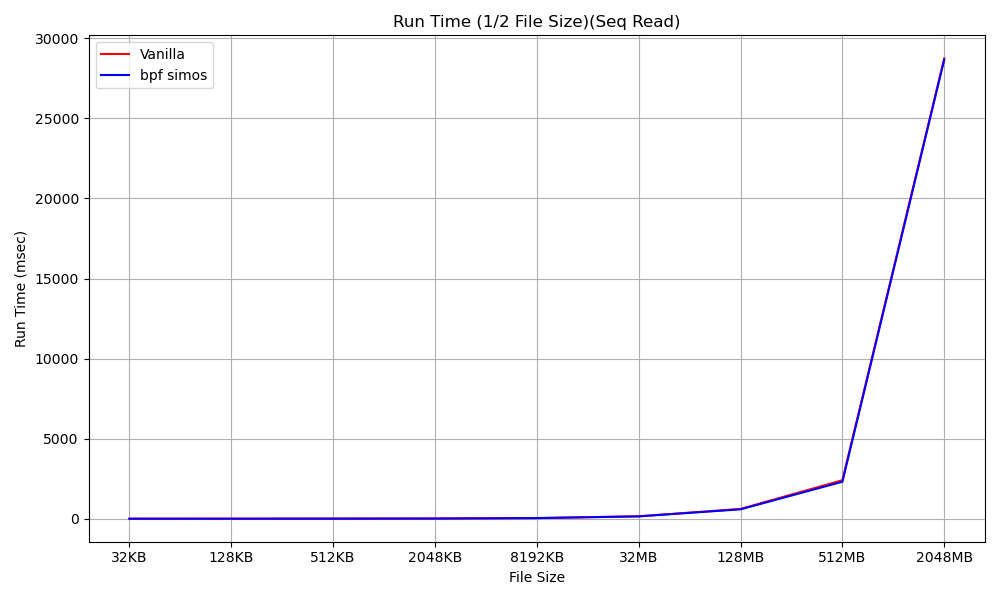 Run Time (1/2 File Size)(Seq Read)
30000
25000
20000
15000
10000
5000
0
Run Time (msec)
Vanilla
bpf simos
32KB 128KB 512KB 2048KB 8192KB 32MB 128MB 512MB 2048MB
File Size